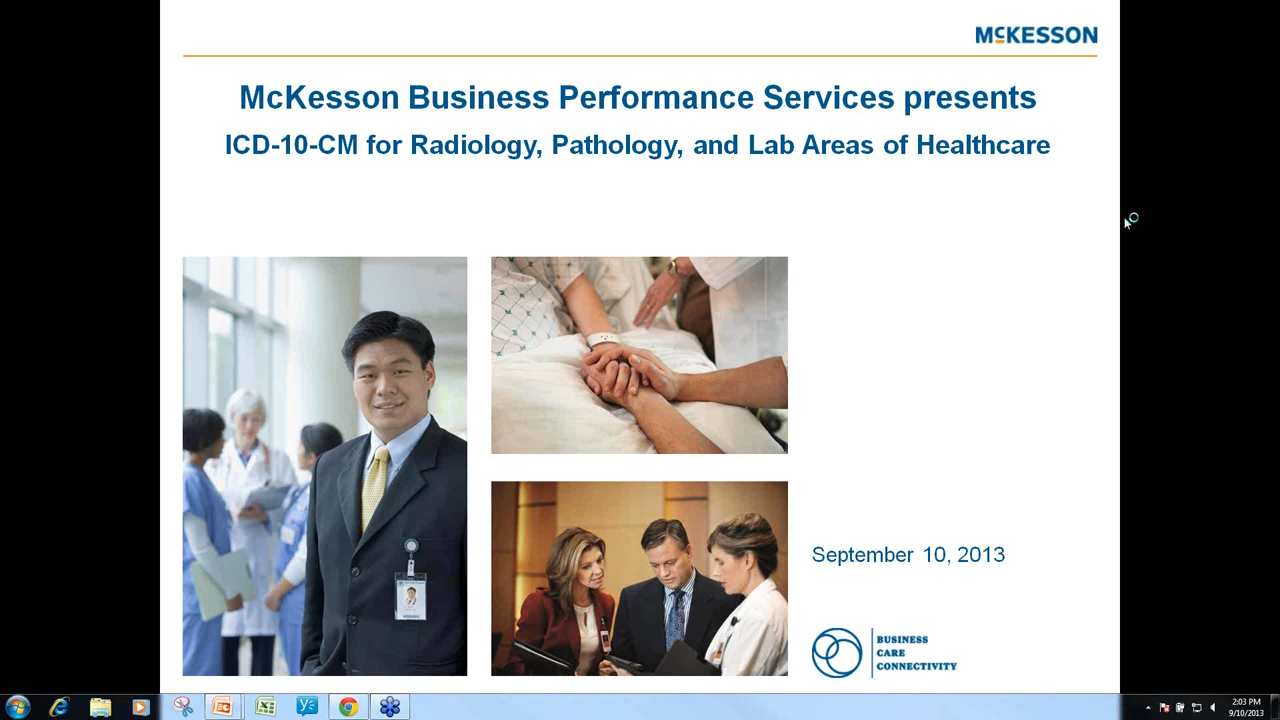 McKESSON
McKesson Business Performance Services presents
ICD-10-CM for Radiology, Pathology, and Lab Areas of Healthcare
September 10, 2013
BUSINESS
CARE
CONNECTIVITY
2:03 PM
9/10/2013